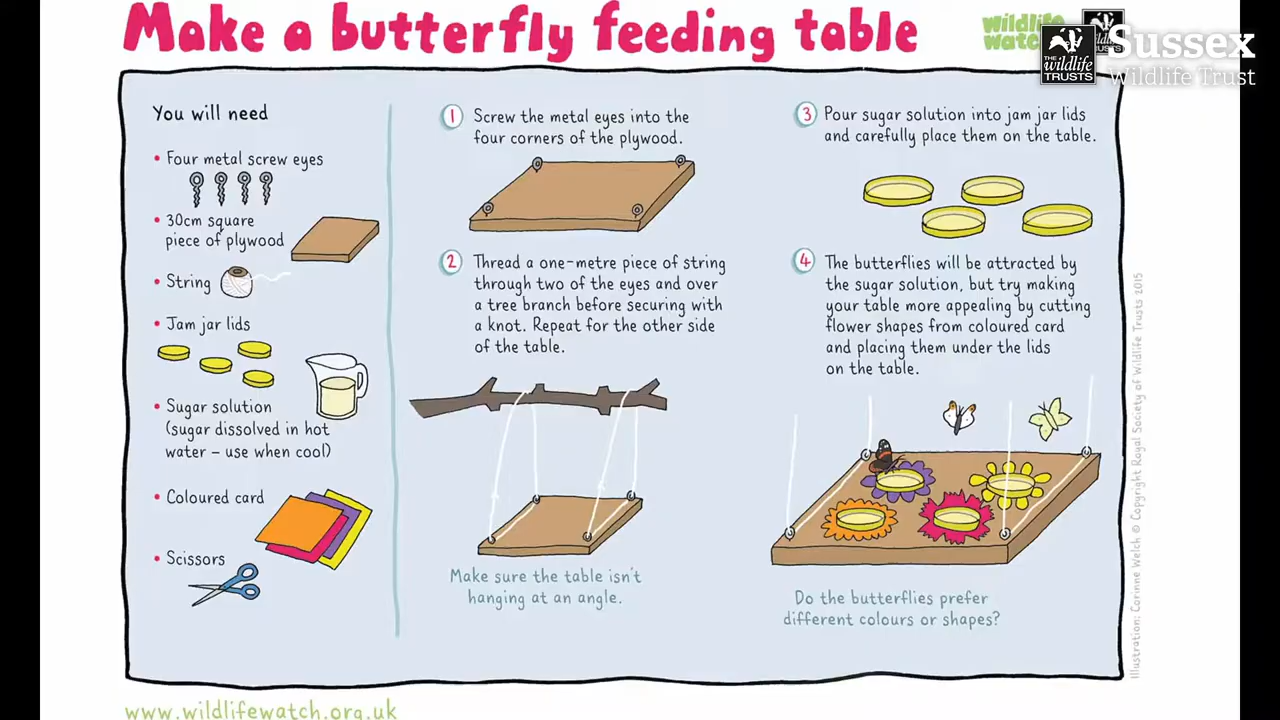 Make a butterfly feeding table
wildlife
watch
THE
wildlife
TRUSTS
Sussex
Wildlife Trust
You will need
• Four metal screw eyes
• 30cm square
piece of plywood
• String
• Jam jar lids
• Sugar solution
(sugar dissolved in hot
water – use when cool)
• Coloured card
• Scissors
1 Screw the metal eyes into the
four corners of the plywood.
2 Thread a one-metre piece of string
through two of the eyes and over
a tree branch before securing with
a knot. Repeat for the other side
of the table.
Make sure the table isn't
hanging at an angle.
3 Pour sugar solution into jam jar lids
and carefully place them on the table.
4 The butterflies will be attracted by
the sugar solution, but try making
your table more appealing by cutting
flower shapes from coloured card
and placing them under the lids
on the table.
Do the butterflies prefer
different colours or shapes?
Illustration: Corinne Welch © Copyright Royal Society of Wildlife Trusts 2015
www.wildlifewatch.org.uk